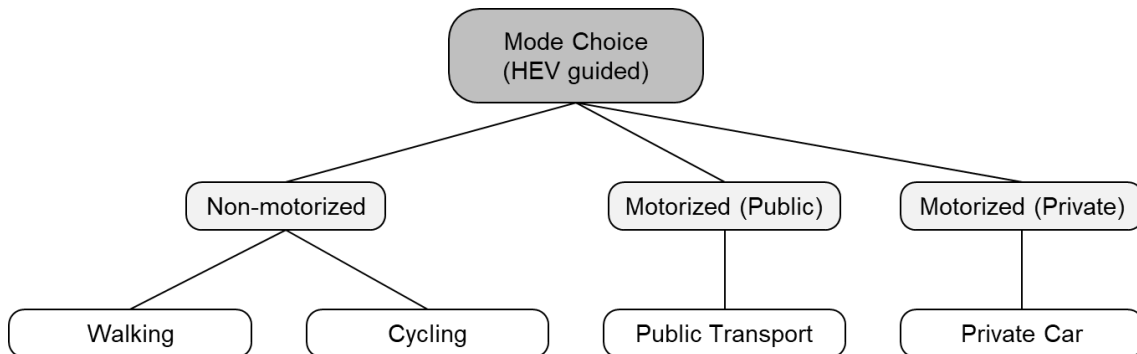 Mode Choice
(HEV guided)
Non-motorized
Motorized (Public)
Motorized (Private)
Walking
Cycling
Public Transport
Private Car